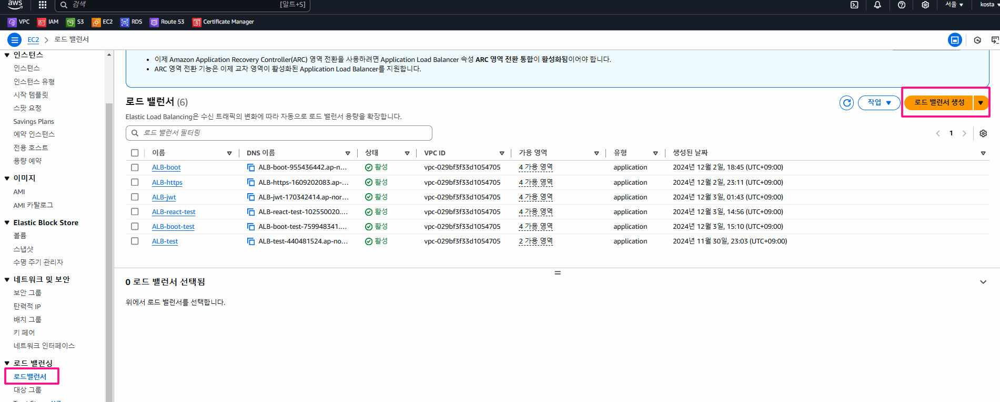 aws
검색
[알트+S]
서울
kosta
VPC
IAM
S3
EC2
RDS
Route 53
Certificate Manager
EC2
로드 밸런서
인스턴스
인스턴스
인스턴스 유형
시작 템플릿
스팟 요청
Savings Plans
예약 인스턴스
전용 호스트
용량 예약
이미지
AMI
AMI 카탈로그
Elastic Block Store
볼륨
스냅샷
수명 주기 관리자
네트워크 및 보안
보안 그룹
탄력적 IP
배치 그룹
키 페어
네트워크 인터페이스
로드 밸런싱
로드밸런서
대상 그룹
이제 Amazon Application Recovery Controller(ARC) 영역 전환을 사용하려면 Application Load Balancer 속성 ARC 영역 전환 통합이 활성화됨이어야 합니다.
ARC 영역 전환 기능은 이제 교차 영역이 활성화된 Application Load Balancer를 지원합니다.
로드 밸런서 (6)
작업
로드 밸런서 생성
Elastic Load Balancing은 수신 트래픽의 변화에 따라 자동으로 로드 밸런서 용량을 확장합니다.
로드 밸런서 필터링
1
이름 DNS 이름 상태 VPC ID 가용 영역 유형 생성된 날짜
ALB-boot ALB-boot-955436442.ap-n... 활성 vpc-029bf3f33d1054705 4 가용 영역 application 2024년 12월 2일, 18:45 (UTC+09:00)
ALB-https ALB-https-1609202083.ap-... 활성 vpc-029bf3f33d1054705 4 가용 영역 application 2024년 12월 2일, 23:11 (UTC+09:00)
ALB-jwt ALB-jwt-170342414.ap-nor... 활성 vpc-029bf3f33d1054705 4 가용 영역 application 2024년 12월 3일, 01:43 (UTC+09:00)
ALB-react-test ALB-react-test-102550020.... 활성 vpc-029bf3f33d1054705 4 가용 영역 application 2024년 12월 3일, 14:56 (UTC+09:00)
ALB-boot-test ALB-boot-test-759948341.... 활성 vpc-029bf3f33d1054705 4 가용 영역 application 2024년 12월 3일, 15:10 (UTC+09:00)
ALB-test ALB-test-440481524.ap-no... 활성 vpc-029bf3f33d1054705 2 가용 영역 application 2024년 11월 30일, 23:03 (UTC+09:00)
0 로드 밸런서 선택됨
위에서 로드 밸런서를 선택합니다.